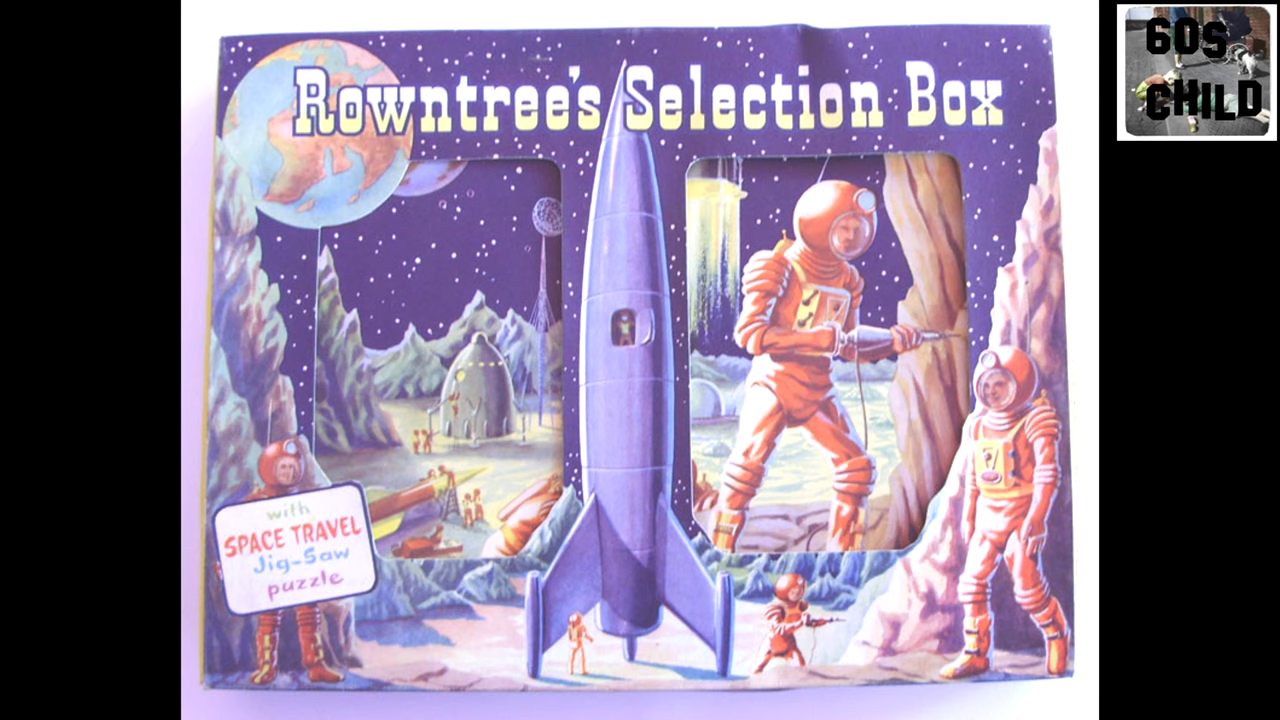 60s
CHILD
Rowntree's Selection Box
with
SPACE TRAVEL
Jig-Saw
puzzle